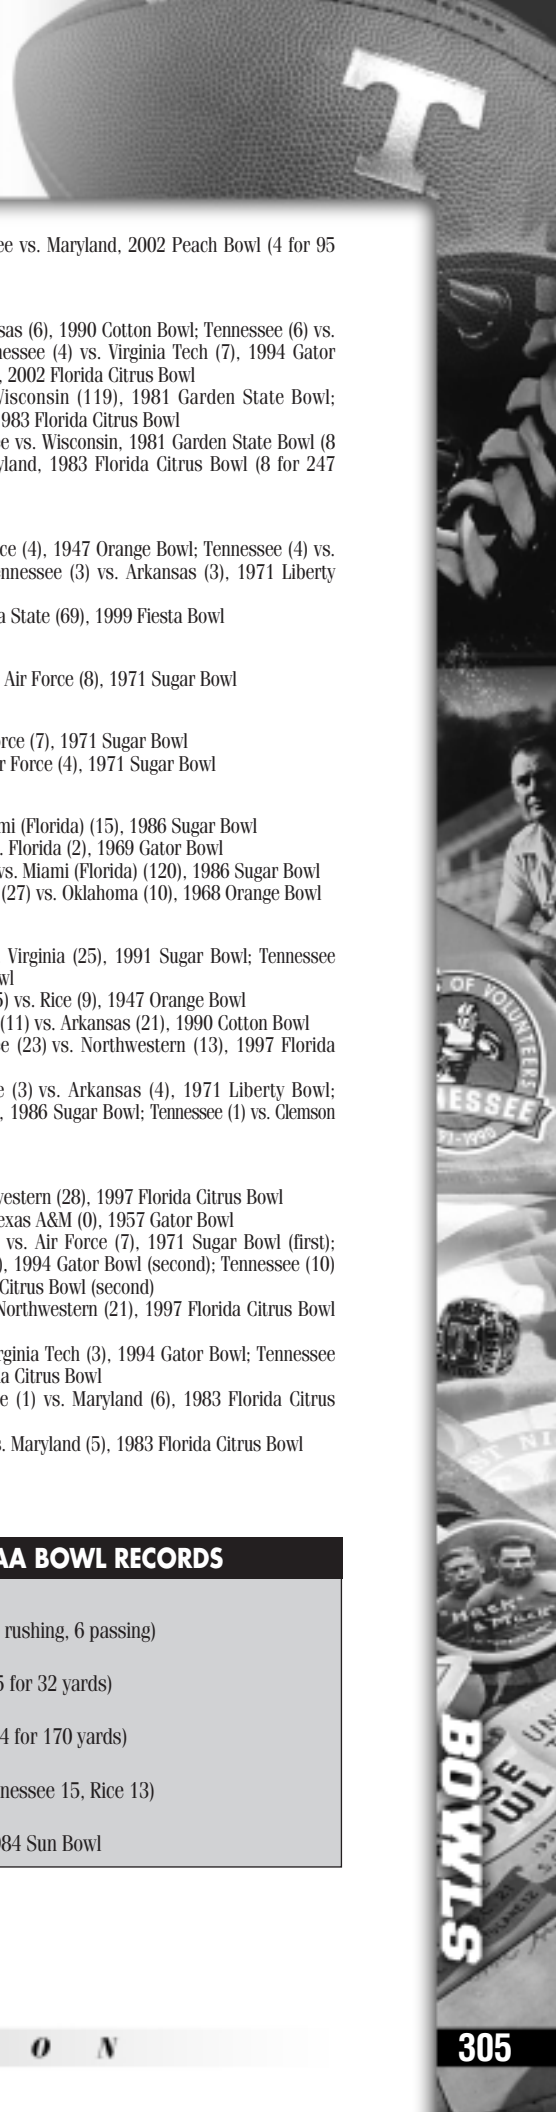 T
ee vs. Maryland, 2002 Peach Bowl (4 for 95
sas (6), 1990 Cotton Bowl; Tennessee (6) vs.
nessee (4) vs. Virginia Tech (7), 1994 Gator
, 2002 Florida Citrus Bowl
Wisconsin (119), 1981 Garden State Bowl;
983 Florida Citrus Bowl
e vs. Wisconsin, 1981 Garden State Bowl (8
yland, 1983 Florida Citrus Bowl (8 for 247
ce (4), 1947 Orange Bowl; Tennessee (4) vs.
ennessee (3) vs. Arkansas (3), 1971 Liberty
a State (69), 1999 Fiesta Bowl
Air Force (8), 1971 Sugar Bowl
orce (7), 1971 Sugar Bowl
r Force (4), 1971 Sugar Bowl
mi (Florida) (15), 1986 Sugar Bowl
. Florida (2), 1969 Gator Bowl
vs. Miami (Florida) (120), 1986 Sugar Bowl
(27) vs. Oklahoma (10), 1968 Orange Bowl
Virginia (25), 1991 Sugar Bowl; Tennessee
wl
5) vs. Rice (9), 1947 Orange Bowl
(11) vs. Arkansas (21), 1990 Cotton Bowl
e (23) vs. Northwestern (13), 1997 Florida
e (3) vs. Arkansas (4), 1971 Liberty Bowl;
, 1986 Sugar Bowl; Tennessee (1) vs. Clemson
western (28), 1997 Florida Citrus Bowl
exas A&M (0), 1957 Gator Bowl
vs. Air Force (7), 1971 Sugar Bowl (first);
), 1994 Gator Bowl (second); Tennessee (10)
Citrus Bowl (second)
Northwestern (21), 1997 Florida Citrus Bowl
rginia Tech (3), 1994 Gator Bowl; Tennessee
a Citrus Bowl
e (1) vs. Maryland (6), 1983 Florida Citrus
s. Maryland (5), 1983 Florida Citrus Bowl
AA BOWL RECORDS
rushing, 6 passing)
5 for 32 yards)
4 for 170 yards)
nessee 15, Rice 13)
984 Sun Bowl
O N
S OF VOLUNTEERS
NESSEE
ST NI
"Mack"
& Mack"
BOWLS
305